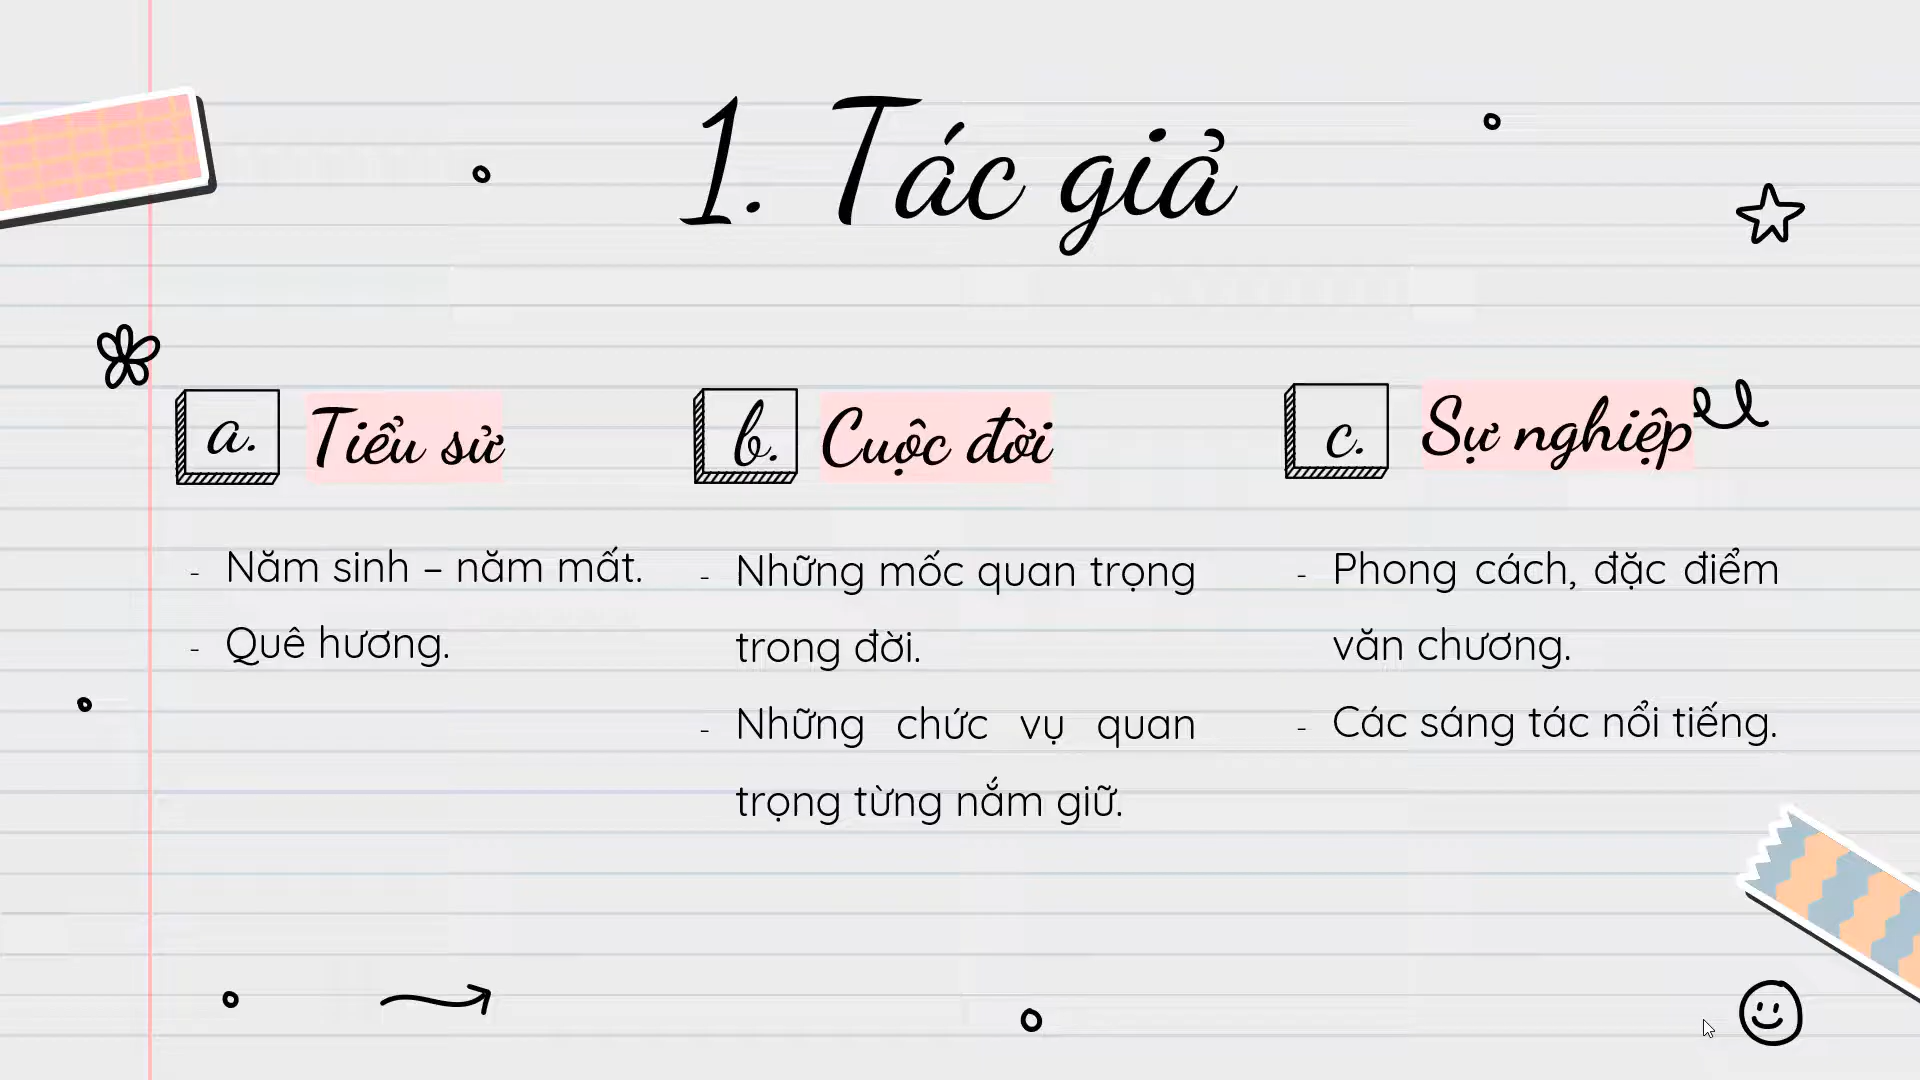 1. Tác giả
a. Tiểu sử
- Năm sinh – năm mất.
- Quê hương.
b. Cuộc đời
- Những mốc quan trọng
trong đời.
- Những chức vụ quan
trọng từng nắm giữ.
c. Sự nghiệp
- Phong cách, đặc điểm
văn chương.
- Các sáng tác nổi tiếng.